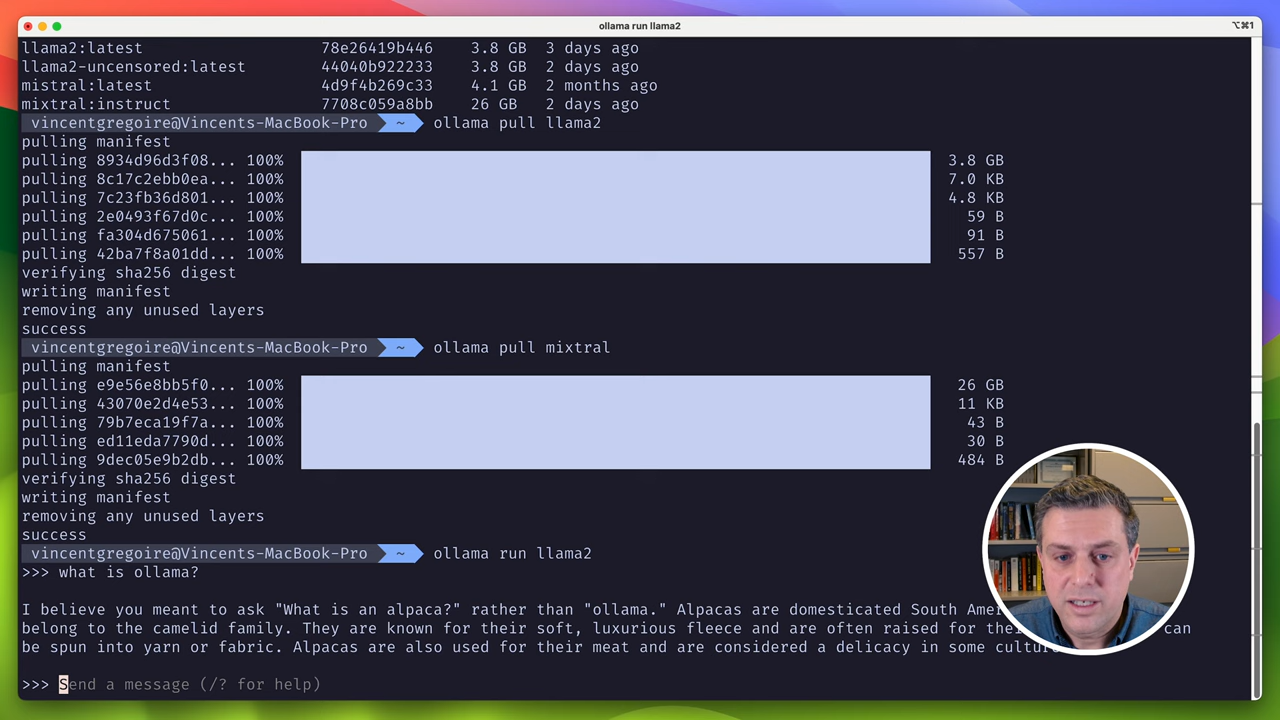 ollama run llama2
⌥⌘1
llama2:latest 78e26419b446 3.8 GB 3 days ago
llama2-uncensored:latest 44040b922233 3.8 GB 2 days ago
mistral:latest 4d9f4b269c33 4.1 GB 2 months ago
mixtral:instruct 7708c059a8bb 26 GB 2 days ago
vincentgregoire@Vincents-MacBook-Pro ~ ollama pull llama2
pulling manifest
pulling 8934d96d3f08... 100% 3.8 GB
pulling 8c17c2ebb0ea... 100% 7.0 KB
pulling 7c23fb36d801... 100% 4.8 KB
pulling 2e0493f67d0c... 100% 59 B
pulling fa304d675061... 100% 91 B
pulling 42ba7f8a01dd... 100% 557 B
verifying sha256 digest
writing manifest
removing any unused layers
success
vincentgregoire@Vincents-MacBook-Pro ~ ollama pull mixtral
pulling manifest
pulling e9e56e8bb5f0... 100% 26 GB
pulling 43070e2d4e53... 100% 11 KB
pulling 79b7eca19f7a... 100% 43 B
pulling ed11eda7790d... 100% 30 B
pulling 9dec05e9b2db... 100% 484 B
verifying sha256 digest
writing manifest
removing any unused layers
success
vincentgregoire@Vincents-MacBook-Pro ~ ollama run llama2
>>> what is ollama?
I believe you meant to ask "What is an alpaca?" rather than "ollama." Alpacas are domesticated South
belong to the camelid family. They are known for their soft, luxurious fleece and are often raised for can
be spun into yarn or fabric. Alpacas are also used for their meat and are considered a delicacy in some
>>> Send a message (/? for help)